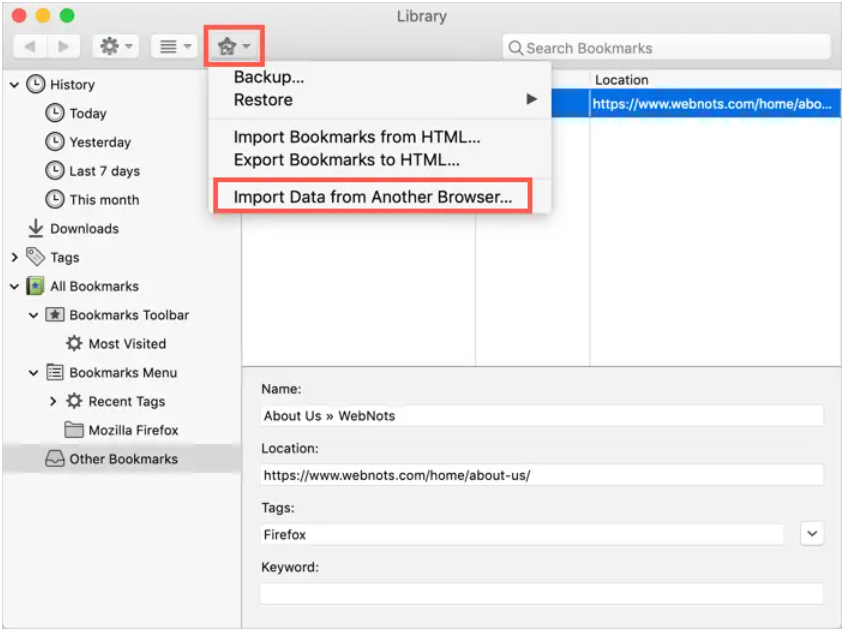 Library
Search Bookmarks
Backup...
Restore
Import Bookmarks from HTML...
Export Bookmarks to HTML...
Import Data from Another Browser...
Location
https://www.webnots.com/home/abo...
History
Today
Yesterday
Last 7 days
This month
Downloads
Tags
All Bookmarks
Bookmarks Toolbar
Most Visited
Bookmarks Menu
Recent Tags
Mozilla Firefox
Other Bookmarks
Name:
About Us » WebNots
Location:
https://www.webnots.com/home/about-us/
Tags:
Firefox
Keyword: